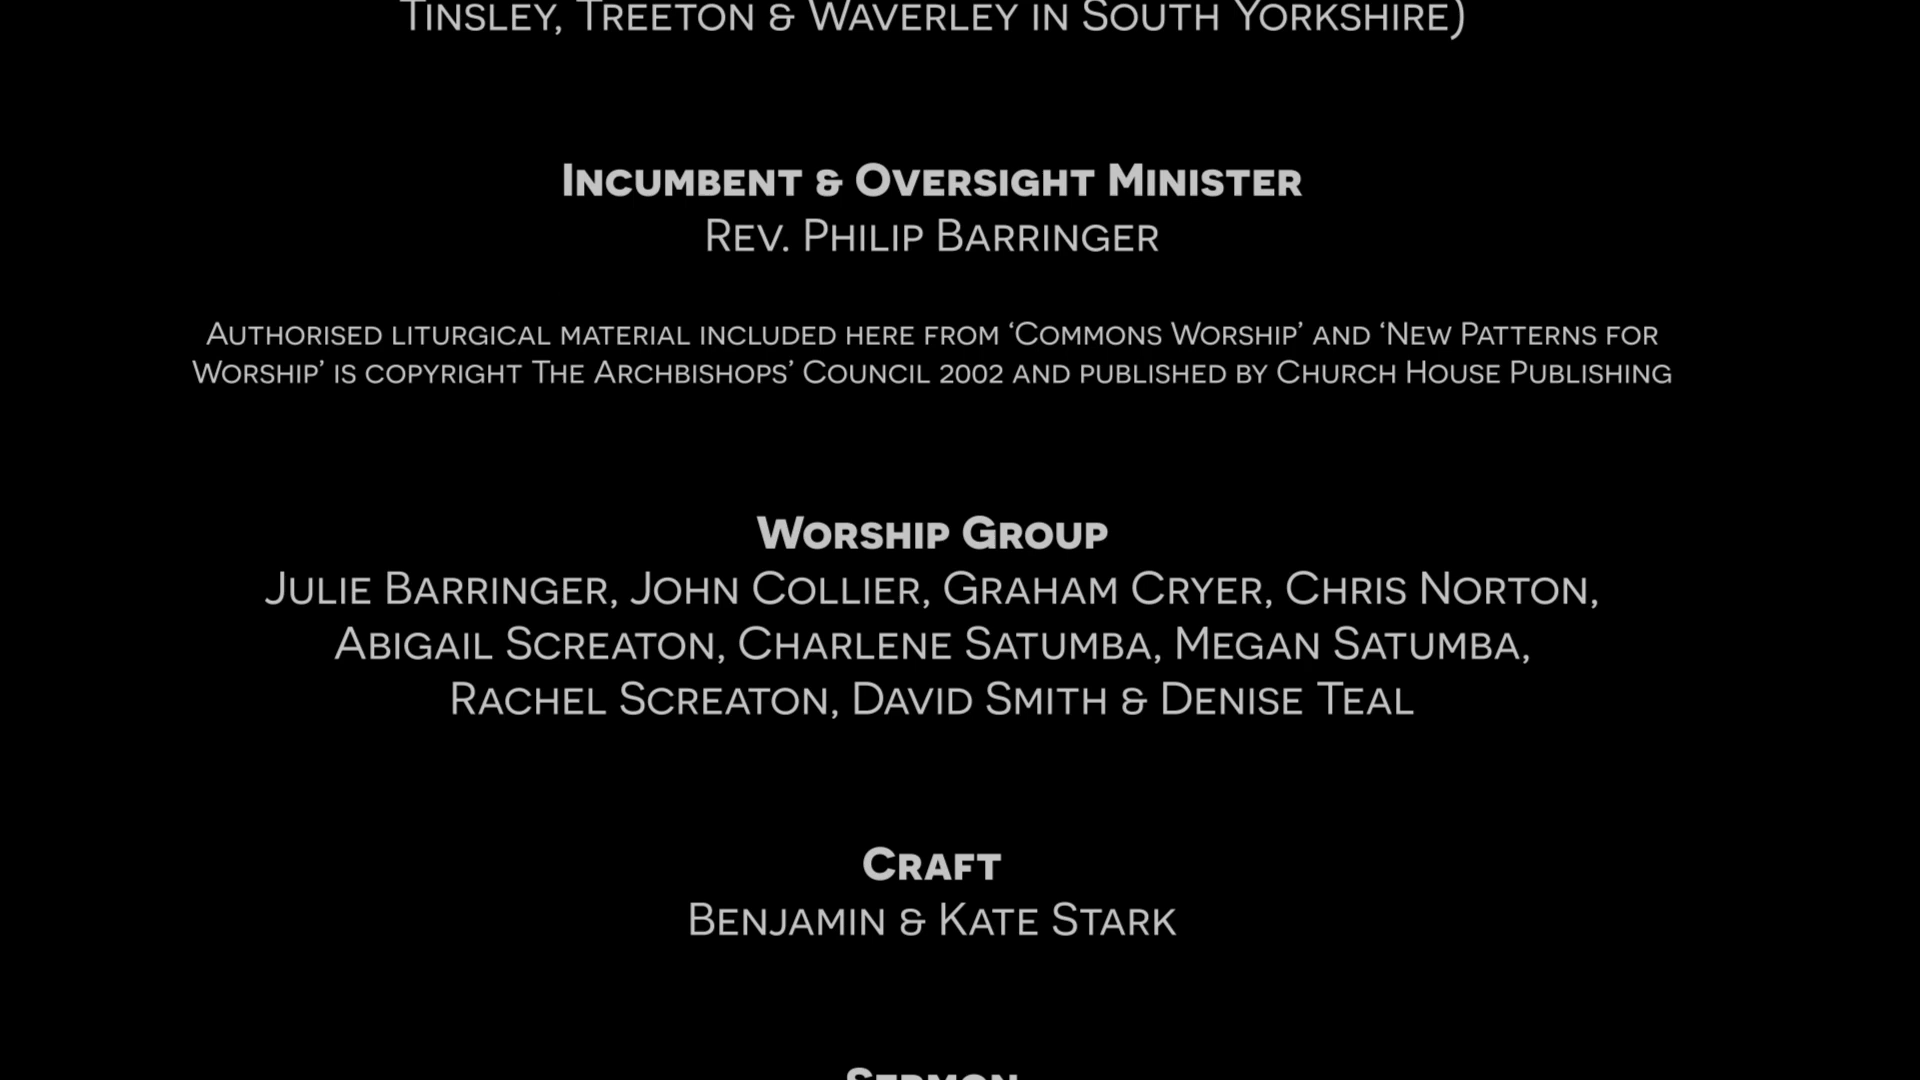 Tinsley, Treeton & Waverley in South Yorkshire)
Incumbent & Oversight Minister
Rev. Philip Barringer
Authorised liturgical material included here from ‘Commons Worship’ and ‘New Patterns for
Worship’ is copyright The Archbishops’ Council 2002 and published by Church House Publishing
Worship Group
Julie Barringer, John Collier, Graham Cryer, Chris Norton,
Abigail Screaton, Charlene Satumba, Megan Satumba,
Rachel Screaton, David Smith & Denise Teal
Craft
Benjamin & Kate Stark
Sermon